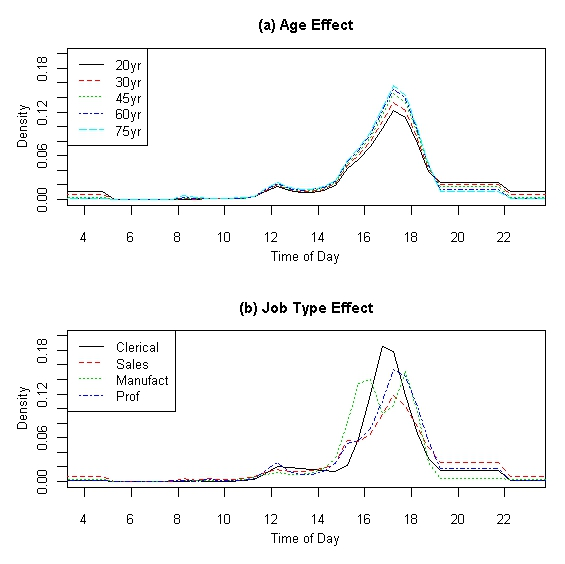 (a) Age Effect
0.18
0.12
0.06
0.00
Density
20yr
30yr
45yr
60yr
75yr
4 6 8 10 12 14 16 18 20 22
Time of Day
(b) Job Type Effect
0.18
0.12
0.06
0.00
Density
Clerical
Sales
Manufact
Prof
4 6 8 10 12 14 16 18 20 22
Time of Day